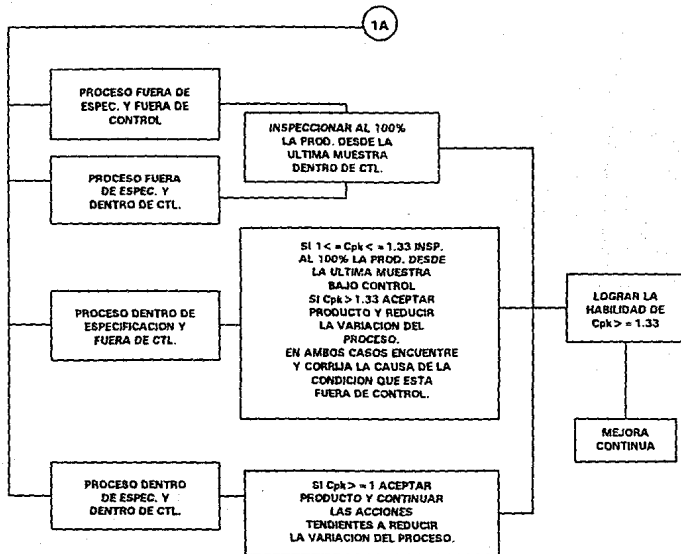 1A
PROCESO FUERA DE
ESPEC. Y FUERA DE
CONTROL
INSPECCIONAR AL 100%
LA PROD. DESDE LA
ULTIMA MUESTRA
DENTRO DE CTL.
PROCESO FUERA
DE ESPEC. Y
DENTRO DE CTL.
SI 1 < = Cpk < = 1.33 INSP.
AL 100% LA PROD. DESDE
LA ULTIMA MUESTRA
BAJO CONTROL
SI Cpk > 1.33 ACEPTAR
PRODUCTO Y REDUCIR
LA VARIACION DEL
PROCESO.
EN AMBOS CASOS ENCUENTRE
Y CORRIJA LA CAUSA DE LA
CONDICION QUE ESTA
FUERA DE CONTROL.
PROCESO DENTRO DE
ESPECIFICACION Y
FUERA DE CTL.
LOGRAR LA
HABILIDAD DE
Cpk > = 1.33
MEJORA
CONTINUA
PROCESO DENTRO
DE ESPEC. Y
DENTRO DE CTL.
SI Cpk > = 1 ACEPTAR
PRODUCTO Y CONTINUAR
LAS ACCIONES
TENDIENTES A REDUCIR
LA VARIACION DEL PROCESO.